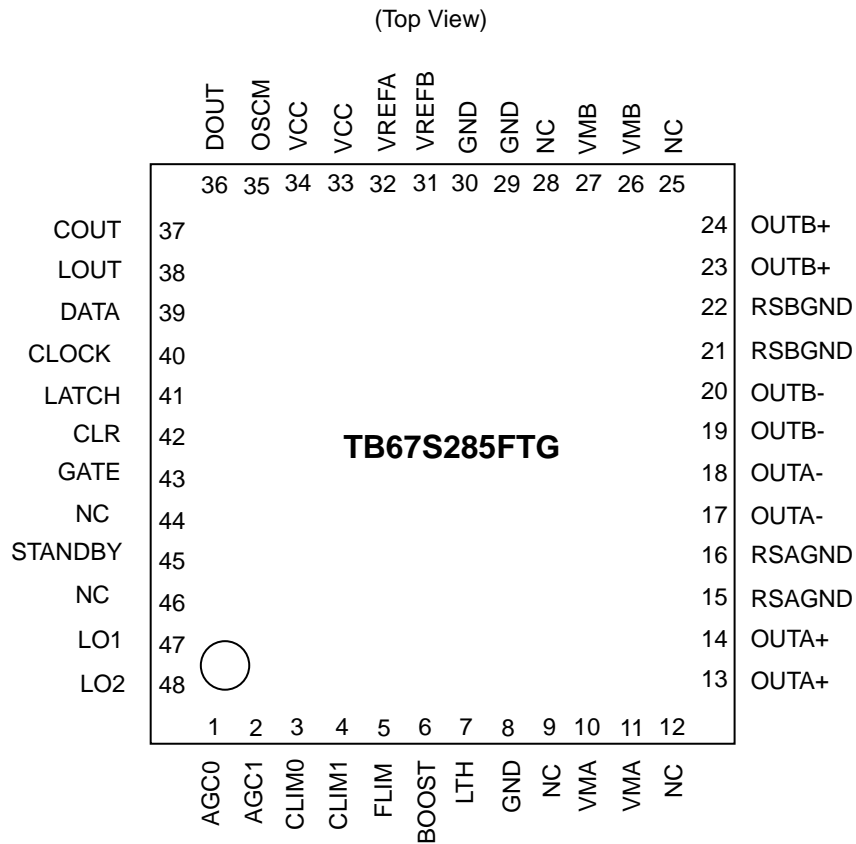 (Top View)
DOUT OSCM VCC VCC VREFA VREFB GND GND NC VMB VMB NC
36 35 34 33 32 31 30 29 28 27 26 25
COUT 37 24 OUTB+
LOUT 38 23 OUTB+
DATA 39 22 RSBGND
CLOCK 40 21 RSBGND
LATCH 41 20 OUTB-
CLR 42 19 OUTB-
TB67S285FTG
GATE 43 18 OUTA-
NC 44 17 OUTA-
STANDBY 45 16 RSAGND
NC 46 15 RSAGND
LO1 47 14 OUTA+
LO2 48 13 OUTA+
1 2 3 4 5 6 7 8 9 10 11 12
AGC0 AGC1 CLIM0 CLIM1 FLIM BOOST LTH GND NC VMA VMA NC